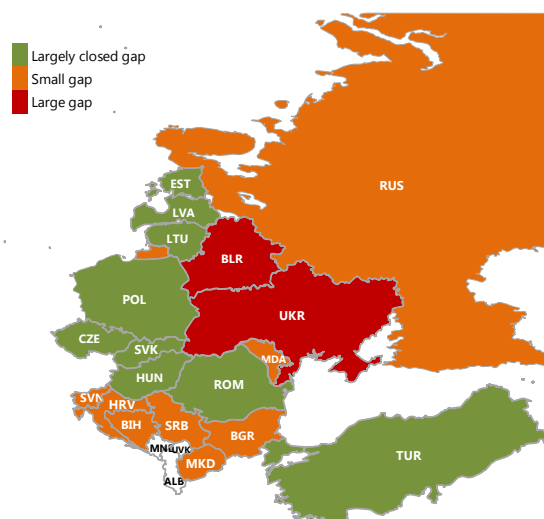 Largely closed gap
Small gap
Large gap
RUS
EST
LVA
LTU
BLR
POL
UKR
CZE
SVK
MDA
HUN
ROM
SVN
HRV
BIH
SRB
BGR
UVK
MKD
TUR
ALB